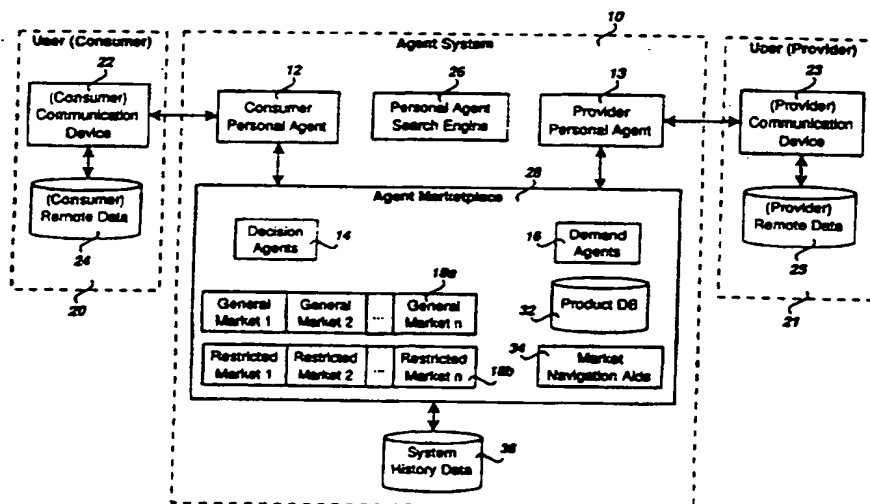 10
User (Consumer)
Agent System
User (Provider)
22
12
26
13
23
(Consumer)
Communication
Device
Consumer
Personal Agent
Personal Agent
Search Engine
Provider
Personal Agent
(Provider)
Communication
Device
28
Agent Marketplace
(Consumer)
Remote Data
24
20
Decision
Agents
14
16
Demand
Agents
(Provider)
Remote Data
25
21
18a
General
Market 1
General
Market 2
...
General
Market n
32
Product DB
Restricted
Market 1
Restricted
Market 2
...
Restricted
Market n
18b
34
Market
Navigation Aids
System
History Data
36